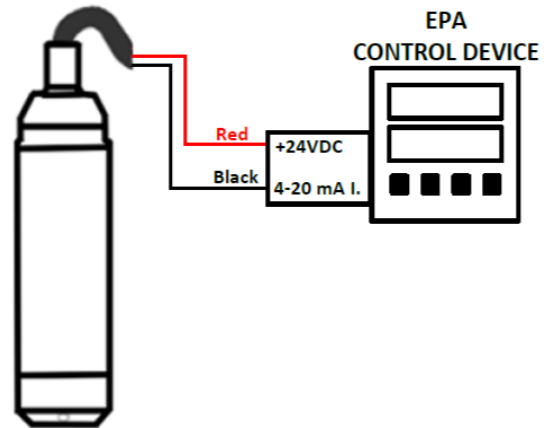 EPA
CONTROL DEVICE
Red
+24VDC
Black
4-20 mA I.